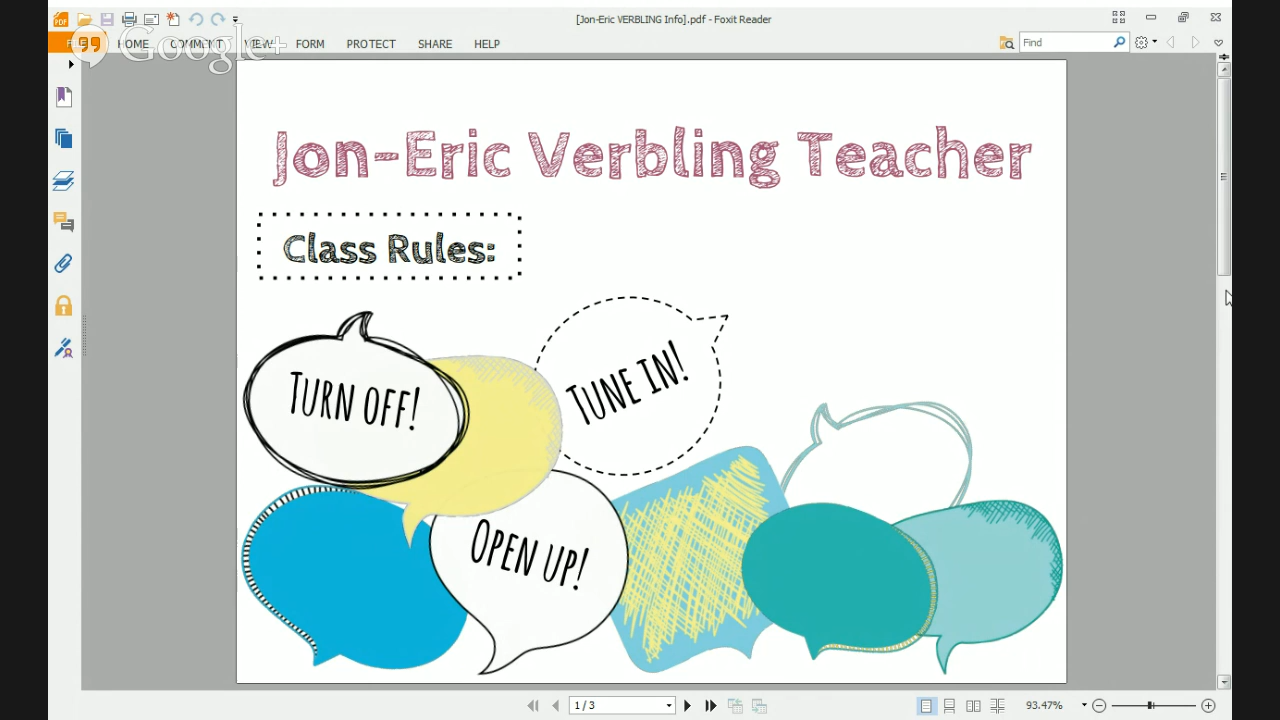 [Jon-Eric VERBLING Info].pdf - Foxit Reader
Google+
HOME COMMENT VIEW FORM PROTECT SHARE HELP
Find
Jon-Eric Verbling Teacher
Class Rules:
TURN OFF!
TUNE IN!
OPEN UP!
1 / 3
93.47%